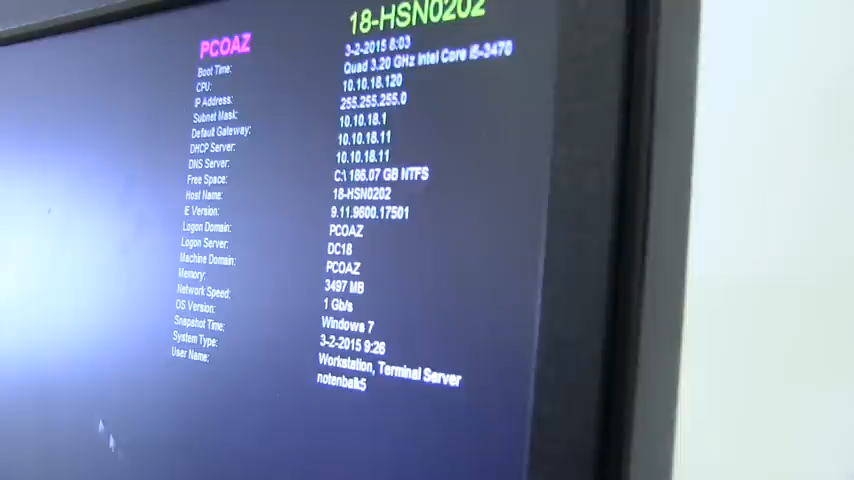 PCOAZ 18-HSN0202
Boot Time: 3-2-2015 8:03
CPU: Quad 3.20 GHz Intel Core i5-3470
IP Address: 10.10.18.120
Subnet Mask: 255.255.255.0
Default Gateway: 10.10.18.1
DHCP Server: 10.10.18.11
DNS Server: 10.10.18.11
Free Space: C:\ 186.07 GB NTFS
Host Name: 18-HSN0202
IE Version: 9.11.9600.17501
Logon Domain: PCOAZ
Logon Server: DC18
Machine Domain: PCOAZ
Memory: 3497 MB
Network Speed: 1 Gb/s
OS Version: Windows 7
Snapshot Time: 3-2-2015 9:26
System Type: Workstation, Terminal Server
User Name: notenbalk5